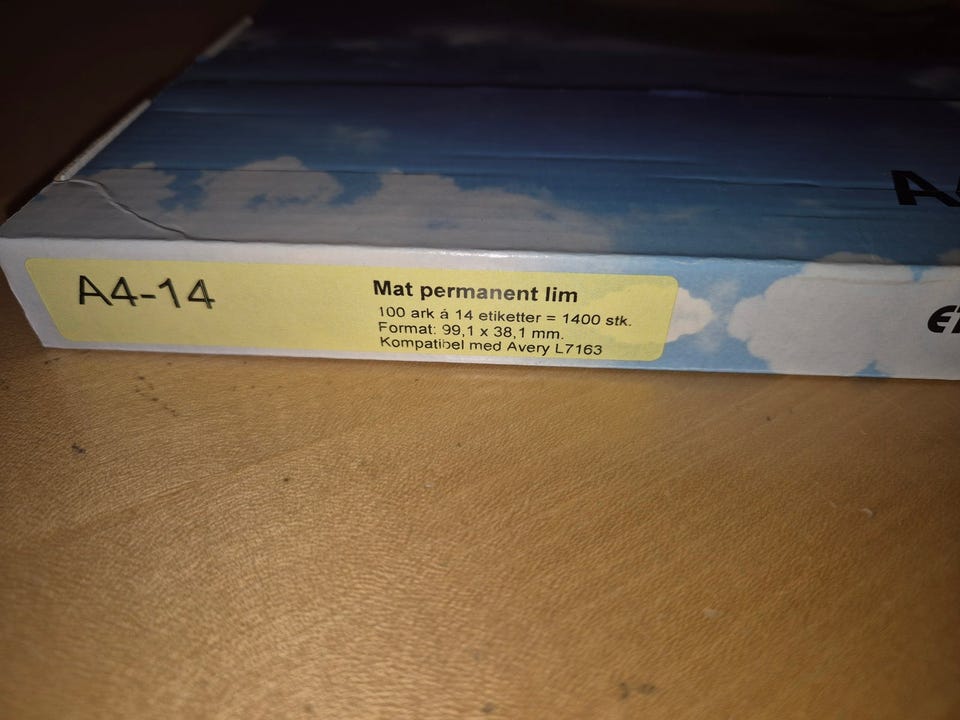 A4-14
Mat permanent lim
100 ark á 14 etiketter = 1400 stk.
Format: 99,1 x 38,1 mm.
Kompatibel med Avery L7163